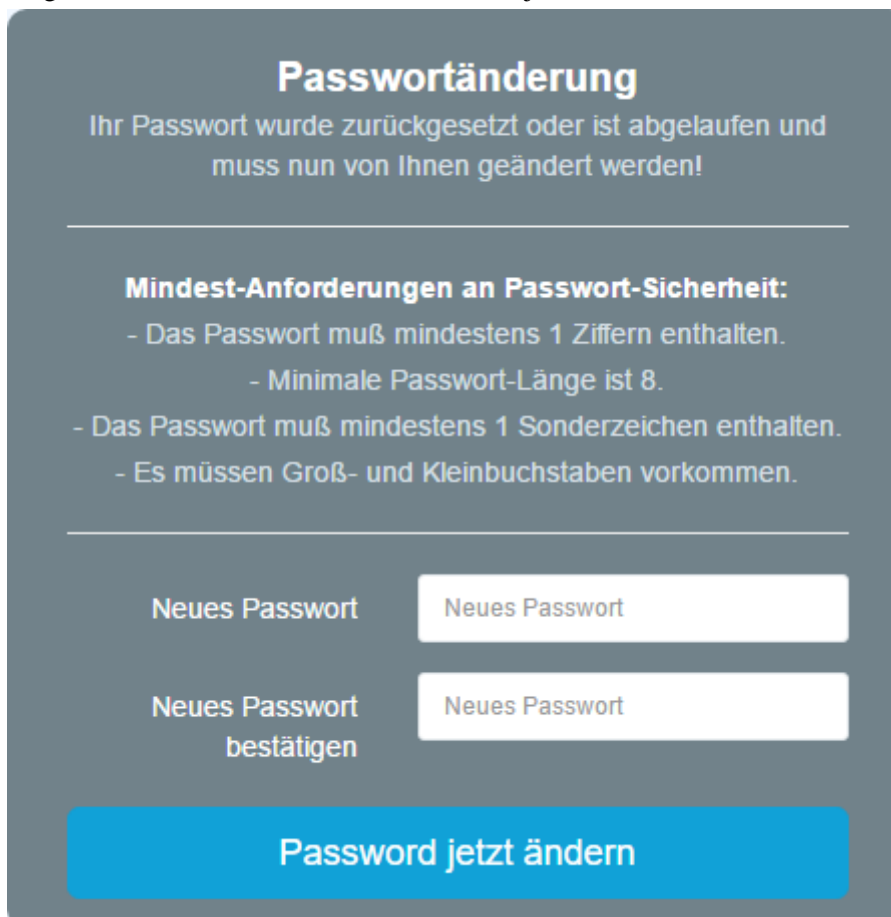 Passwortänderung
Ihr Passwort wurde zurückgesetzt oder ist abgelaufen und
muss nun von Ihnen geändert werden!
Mindest-Anforderungen an Passwort-Sicherheit:
- Das Passwort muß mindestens 1 Ziffern enthalten.
- Minimale Passwort-Länge ist 8.
- Das Passwort muß mindestens 1 Sonderzeichen enthalten.
- Es müssen Groß- und Kleinbuchstaben vorkommen.
Neues Passwort
Neues Passwort
Neues Passwort
bestätigen
Neues Passwort
Password jetzt ändern